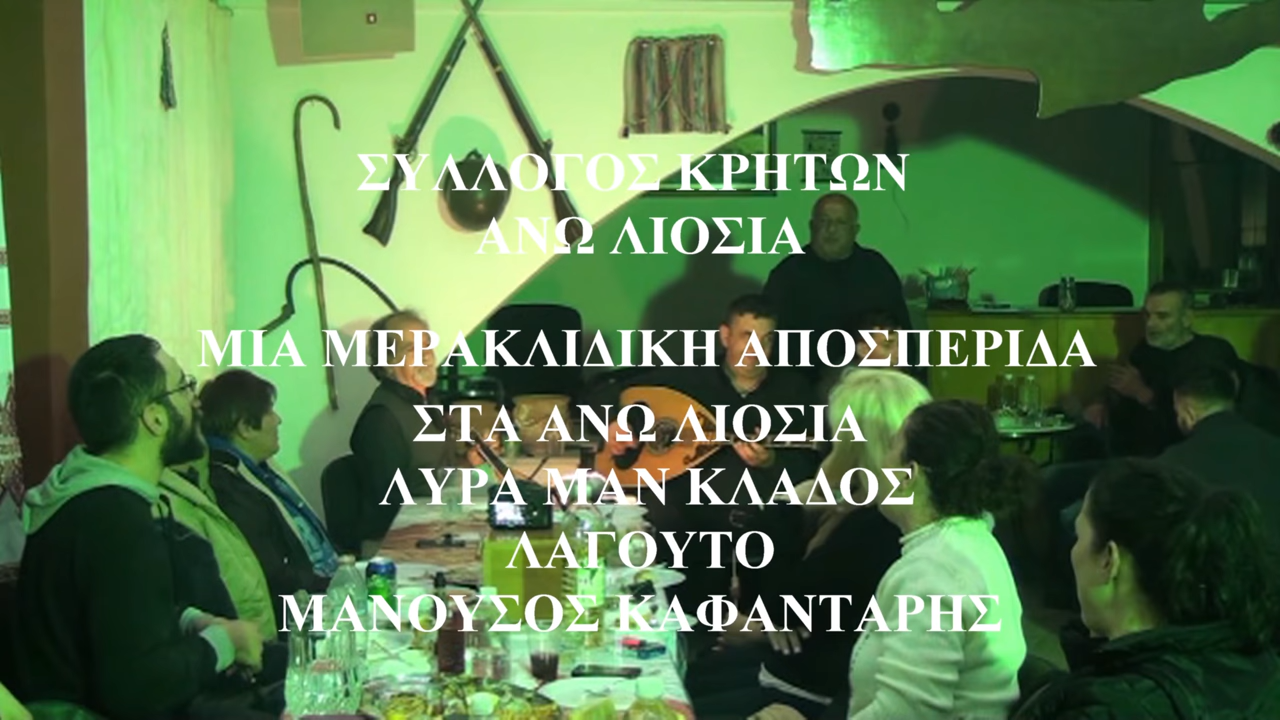 ΣΥΛΛΟΓΟΣ ΚΡΗΤΩΝ
ΑΝΩ ΛΙΟΣΙΑ
ΜΙΑ ΜΕΡΑΚΛΙΔΙΚΗ ΑΠΟΣΠΕΡΙΔΑ
ΣΤΑ ΑΝΩ ΛΙΟΣΙΑ
ΛΥΡΑ ΜΑΝ ΚΛΑΔΟΣ
ΛΑΓΟΥΤΟ
ΜΑΝΟΥΣΟΣ ΚΑΦΑΝΤΑΡΗΣ